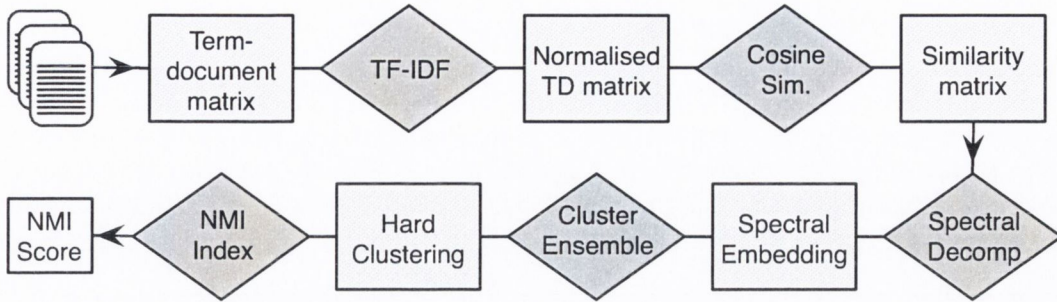 Term-
document
matrix
TF-IDF
Normalised
TD matrix
Cosine
Sim.
Similarity
matrix
NMI
Score
NMI
Index
Hard
Clustering
Cluster
Ensemble
Spectral
Embedding
Spectral
Decomp